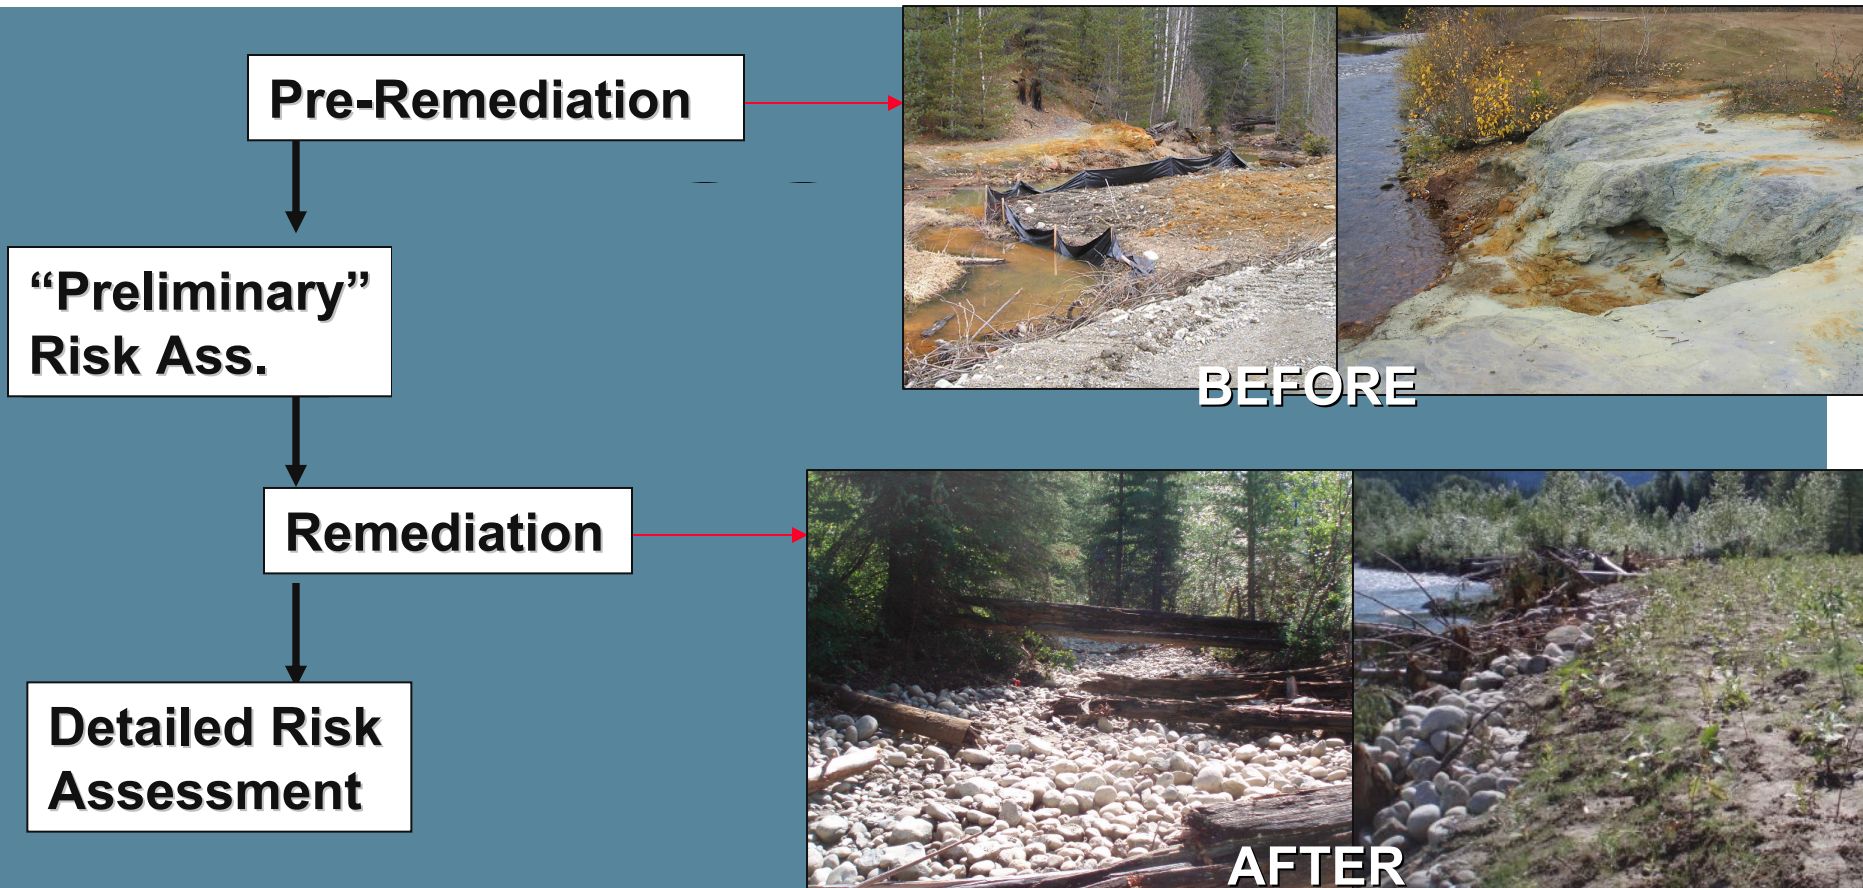 Pre-Remediation
“Preliminary”
Risk Ass.
BEFORE
Remediation
Detailed Risk
Assessment
AFTER